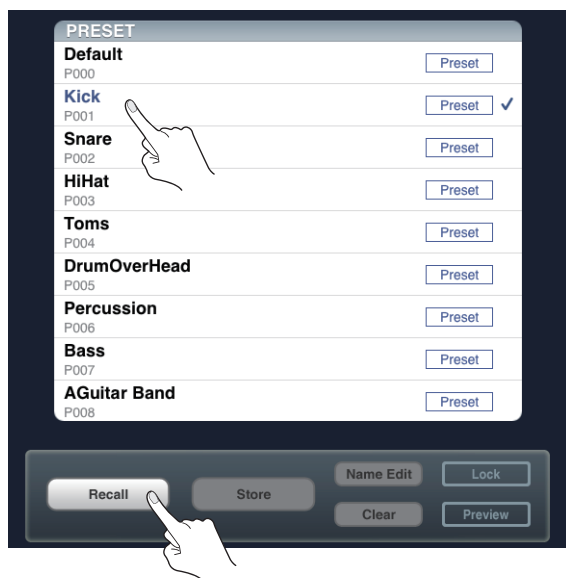 PRESET
Default
P000
Preset
Kick
P001
Preset
Snare
P002
Preset
HiHat
P003
Preset
Toms
P004
Preset
DrumOverHead
P005
Preset
Percussion
P006
Preset
Bass
P007
Preset
AGuitar Band
P008
Preset
Recall
Store
Name Edit
Lock
Clear
Preview